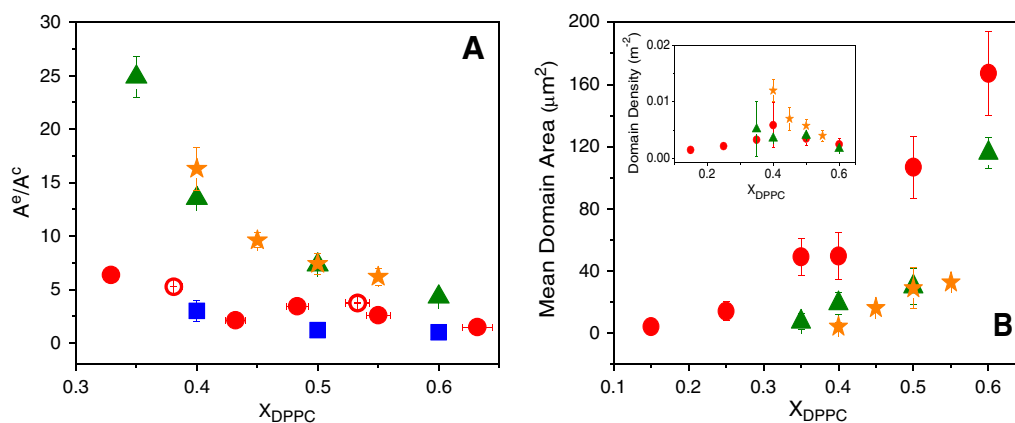 A
30
25
20
15
10
5
0
A^e/A^c
0.3 0.4 0.5 0.6
X_DPPC
B
200
160
120
80
40
0
Mean Domain Area (μm²)
0.1 0.2 0.3 0.4 0.5 0.6
X_DPPC
0.02
0.01
0.00
Domain Density (m⁻²)
0.2 0.4 0.6
X_DPPC